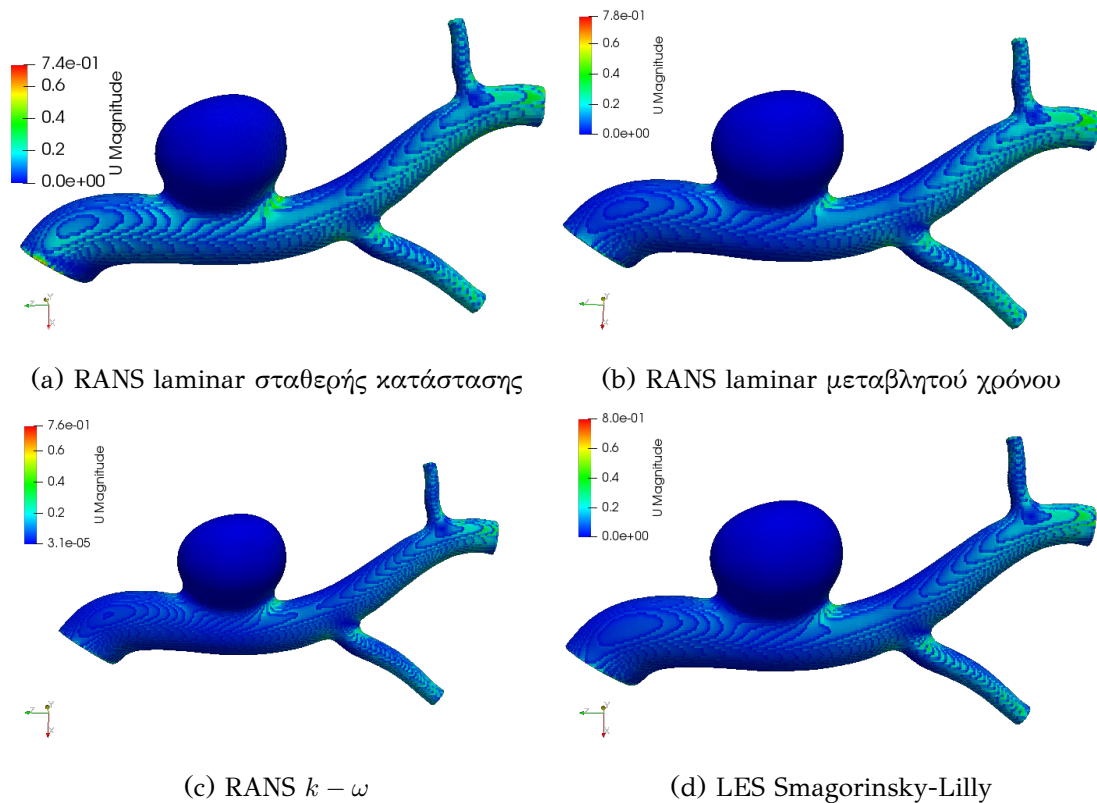 7.4e-01
0.6
0.4
0.2
0.0e+00
U Magnitude
7.8e-01
0.6
0.4
0.2
0.0e+00
U Magnitude
Z
Y
X
Y
X
(a) RANS laminar σταθερής κατάστασης
(b) RANS laminar μεταβλητού χρόνου
7.6e-01
0.6
0.4
0.2
3.1e-05
U Magnitude
8.0e-01
0.6
0.4
0.2
0.0e+00
U Magnitude
Z
Y
X
Z
Y
X
(c) RANS k − ω
(d) LES Smagorinsky-Lilly